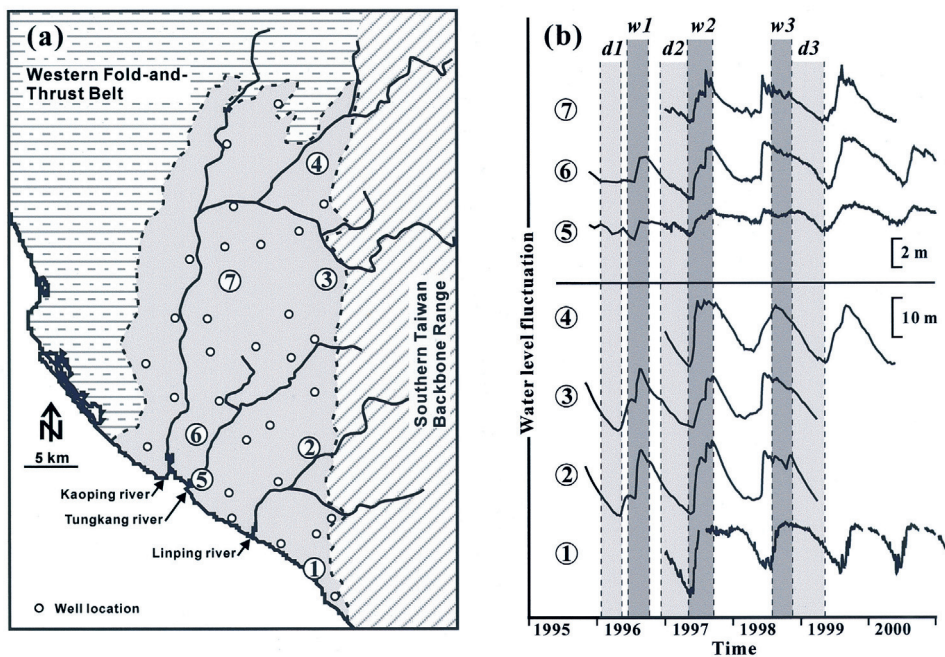 (a)
Western Fold-and-
Thrust Belt
④
③
⑦
Southern Taiwan
Backbone Range
N
5 km
⑥
②
⑤
Kaoping river
Tungkang river
Linping river
①
Well location
(b)
d1 w1 d2 w2 w3 d3
⑦
⑥
⑤
2 m
④
10 m
③
②
①
Water level fluctuation
1995 1996 1997 1998 1999 2000
Time